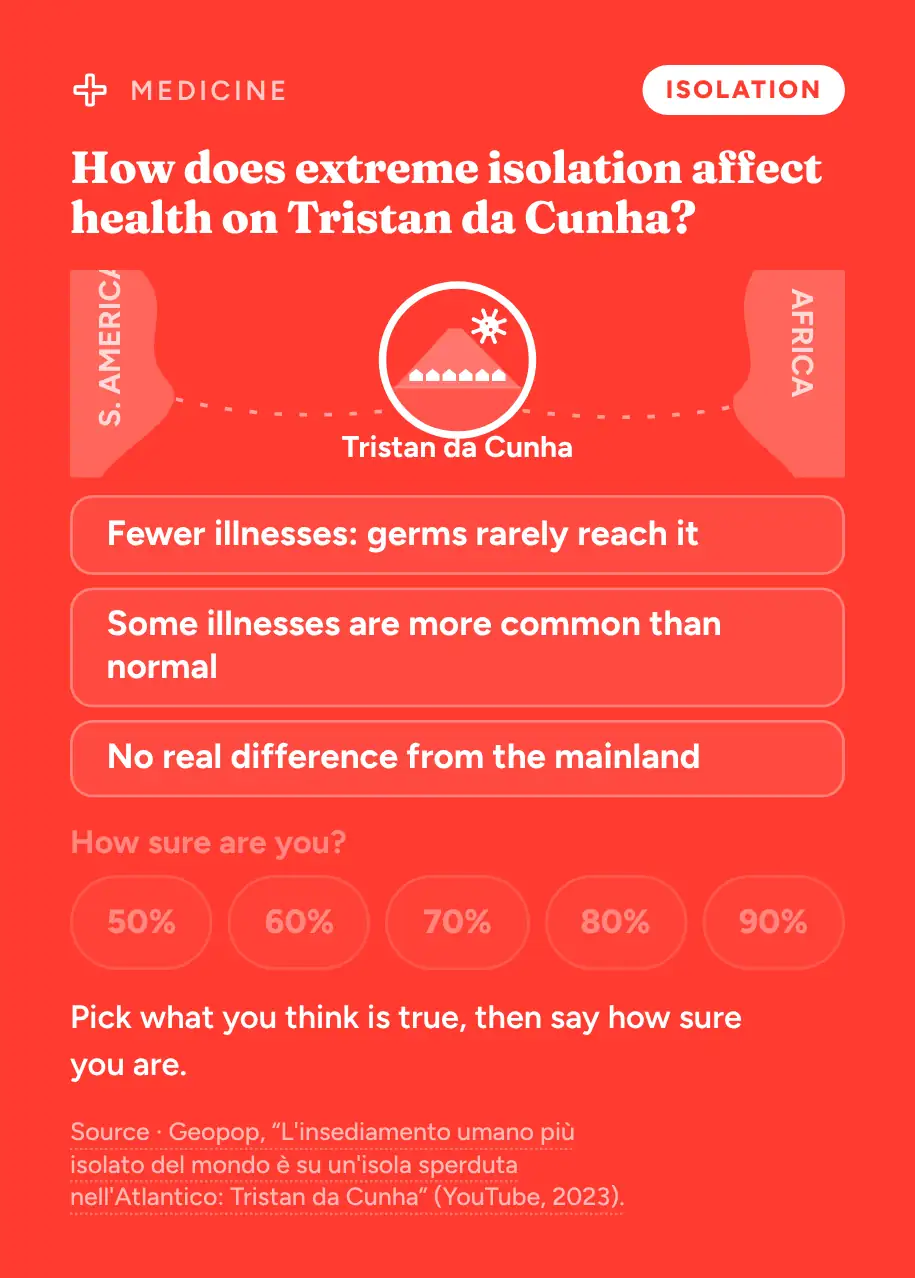 MEDICINE
ISOLATION
How does extreme isolation affect
health on Tristan da Cunha?
S. AMERICA
AFRICA
Tristan da Cunha
Fewer illnesses: germs rarely reach it
Some illnesses are more common than
normal
No real difference from the mainland
How sure are you?
50%
60%
70%
80%
90%
Pick what you think is true, then say how sure
you are.
Source · Geopop, “L'insediamento umano più
isolato del mondo è su un'isola sperduta
nell'Atlantico: Tristan da Cunha” (YouTube, 2023).